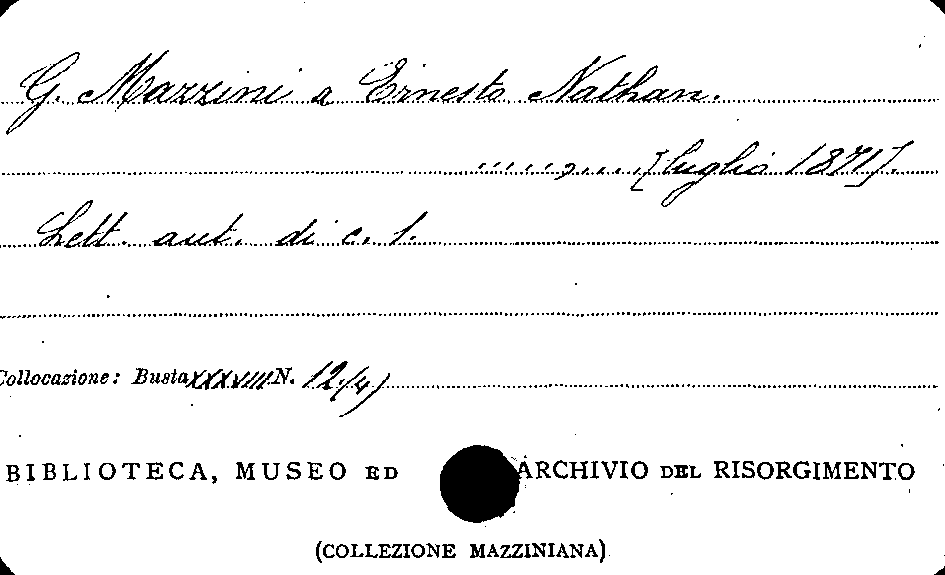 G. Mazzini a Ernesto Nathan.
......,....[luglio 1871].
Lett. aut. di c. 1.
Collocazione: Busta XXXVIII N. 12(4)
BIBLIOTECA, MUSEO ED ARCHIVIO DEL RISORGIMENTO
(COLLEZIONE MAZZINIANA)